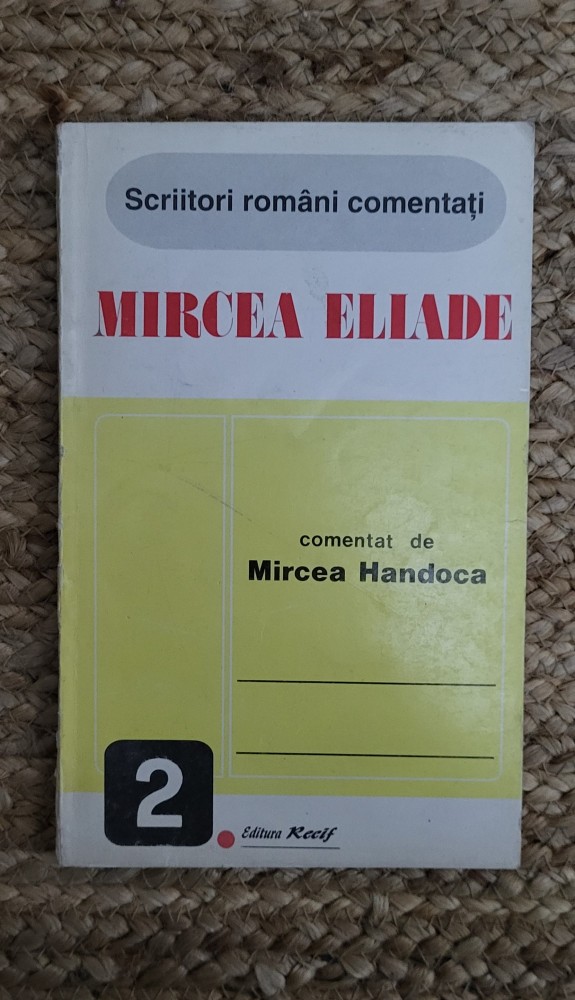 Scriitori români comentați
MIRCEA ELIADE
comentat de
Mircea Handoca
2
Editura Recif